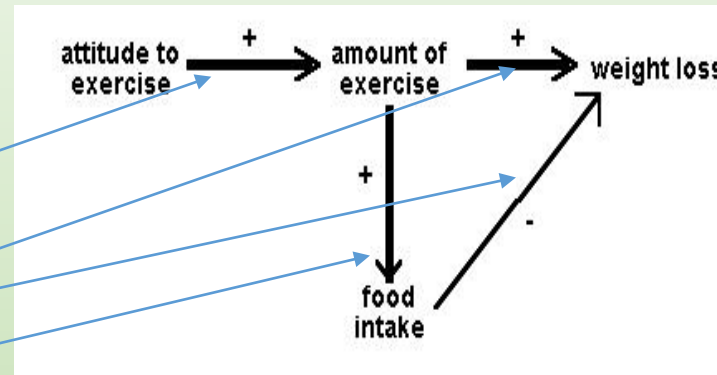 +
+
attitude to
exercise
amount of
exercise
weight loss
+
-
food
intake